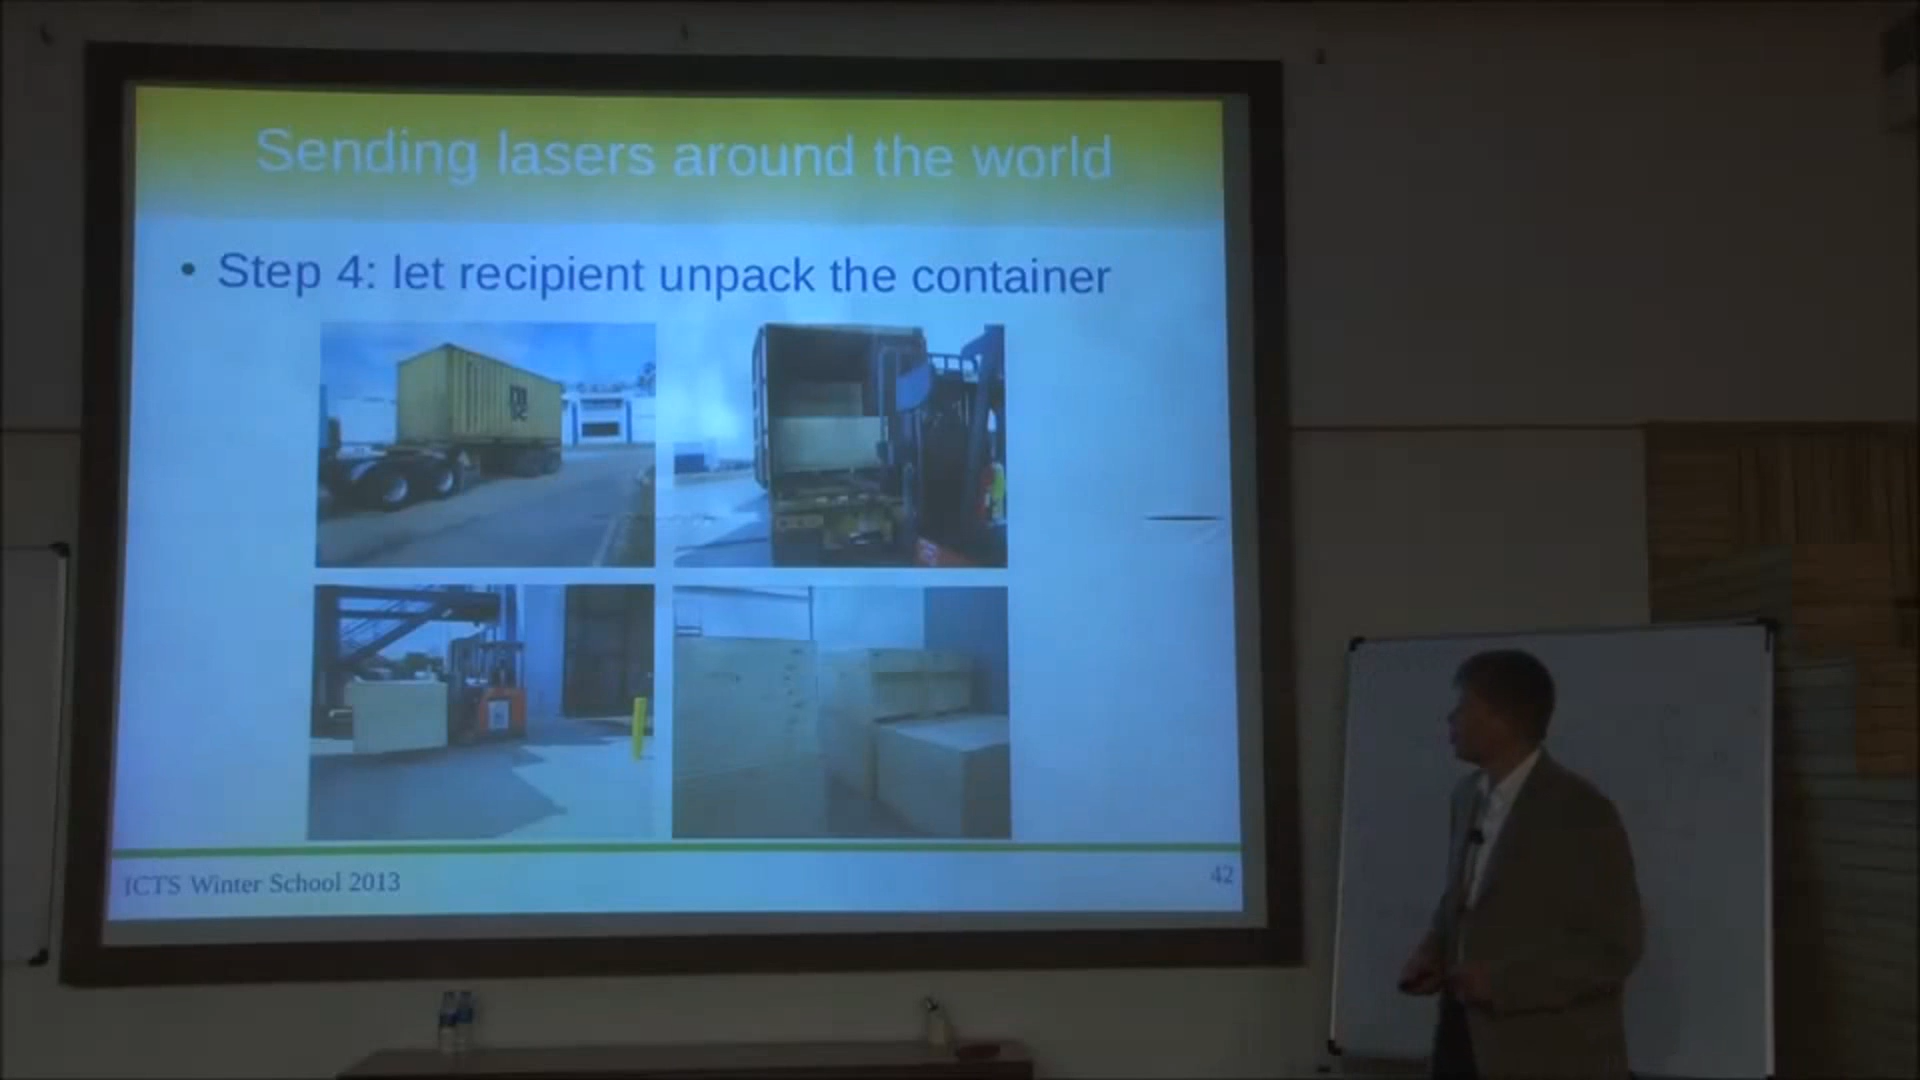 Sending lasers around the world
• Step 4: let recipient unpack the container
ICTS Winter School 2013
42